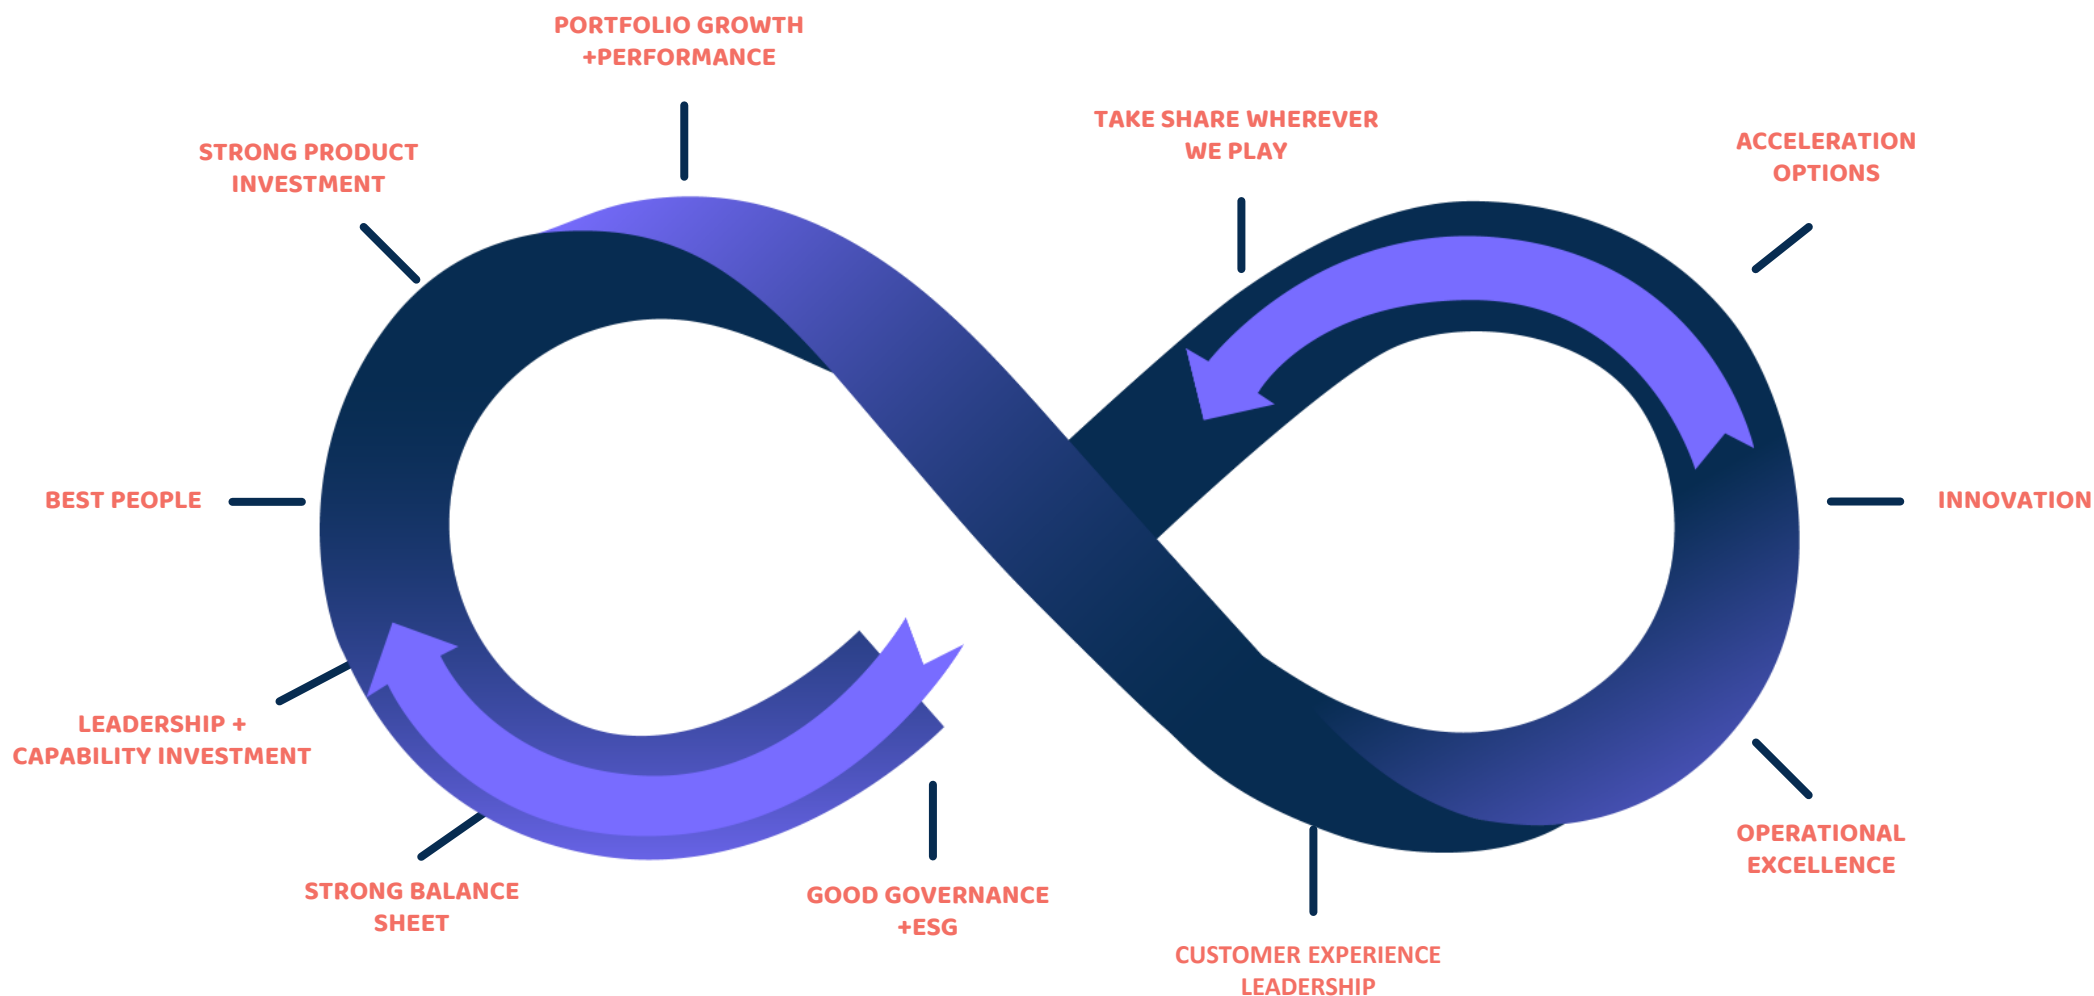 PORTFOLIO GROWTH
+PERFORMANCE
TAKE SHARE WHEREVER
WE PLAY
ACCELERATION
OPTIONS
STRONG PRODUCT
INVESTMENT
BEST PEOPLE
INNOVATION
LEADERSHIP +
CAPABILITY INVESTMENT
OPERATIONAL
EXCELLENCE
STRONG BALANCE
SHEET
GOOD GOVERNANCE
+ESG
CUSTOMER EXPERIENCE
LEADERSHIP